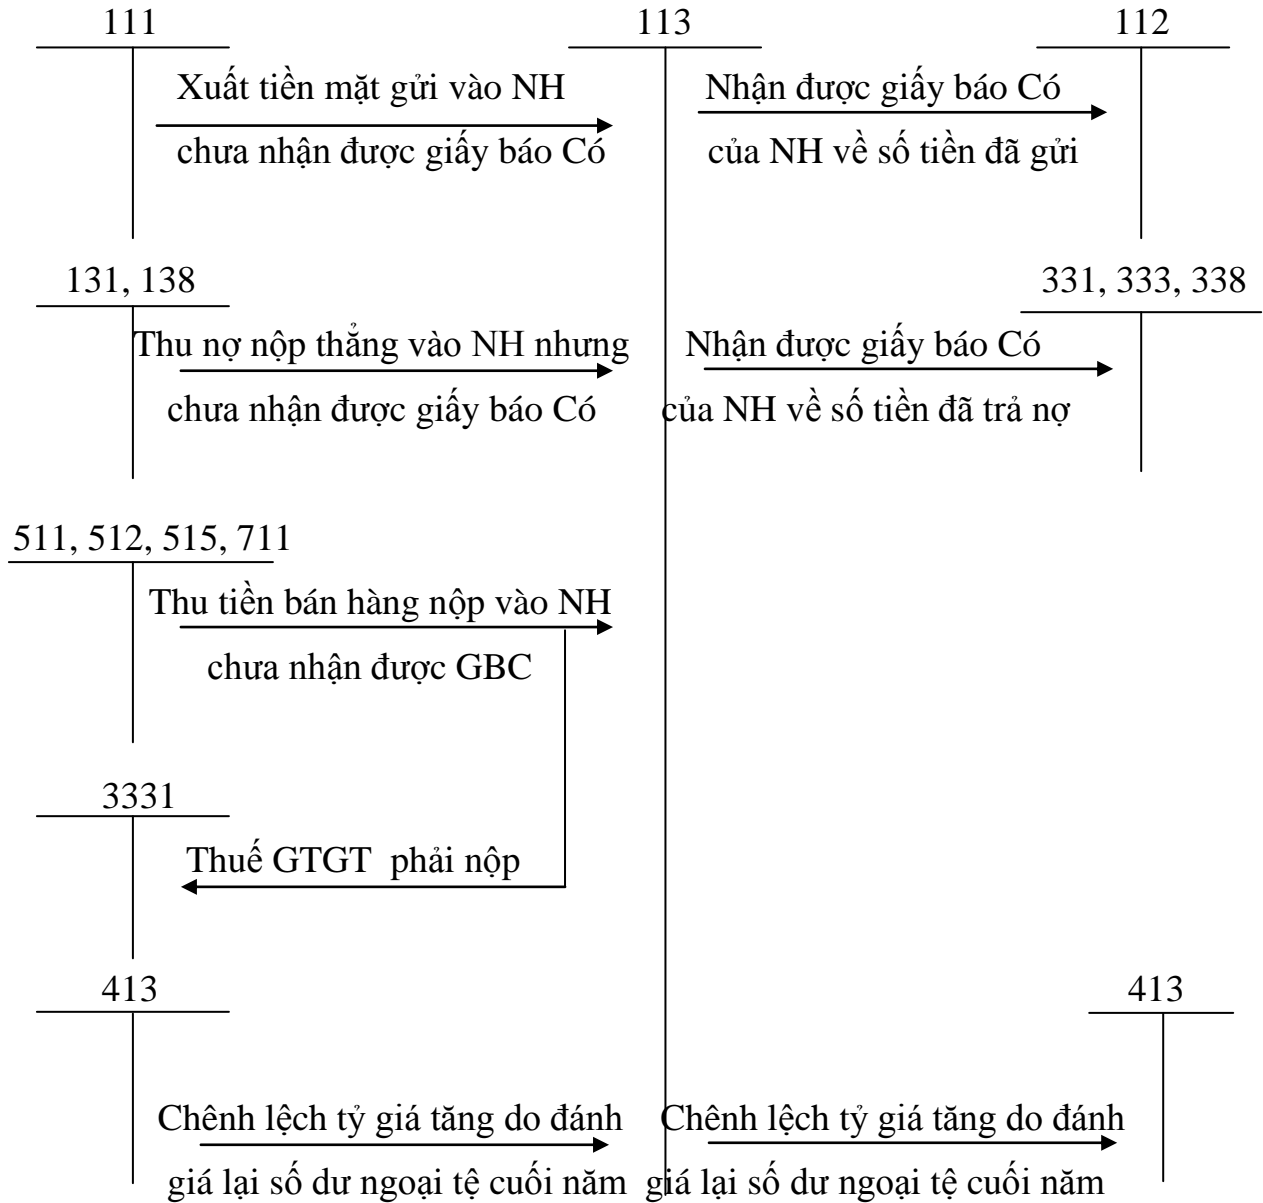 111
113
112
Xuất tiền mặt gửi vào NH
chưa nhận được giấy báo Có
Nhận được giấy báo Có
của NH về số tiền đã gửi
131, 138
331, 333, 338
Thu nợ nộp thẳng vào NH nhưng
chưa nhận được giấy báo Có
Nhận được giấy báo Có
của NH về số tiền đã trả nợ
511, 512, 515, 711
Thu tiền bán hàng nộp vào NH
chưa nhận được GBC
3331
Thuế GTGT phải nộp
413
413
Chênh lệch tỷ giá tăng do đánh
giá lại số dư ngoại tệ cuối năm
Chênh lệch tỷ giá tăng do đánh
giá lại số dư ngoại tệ cuối năm